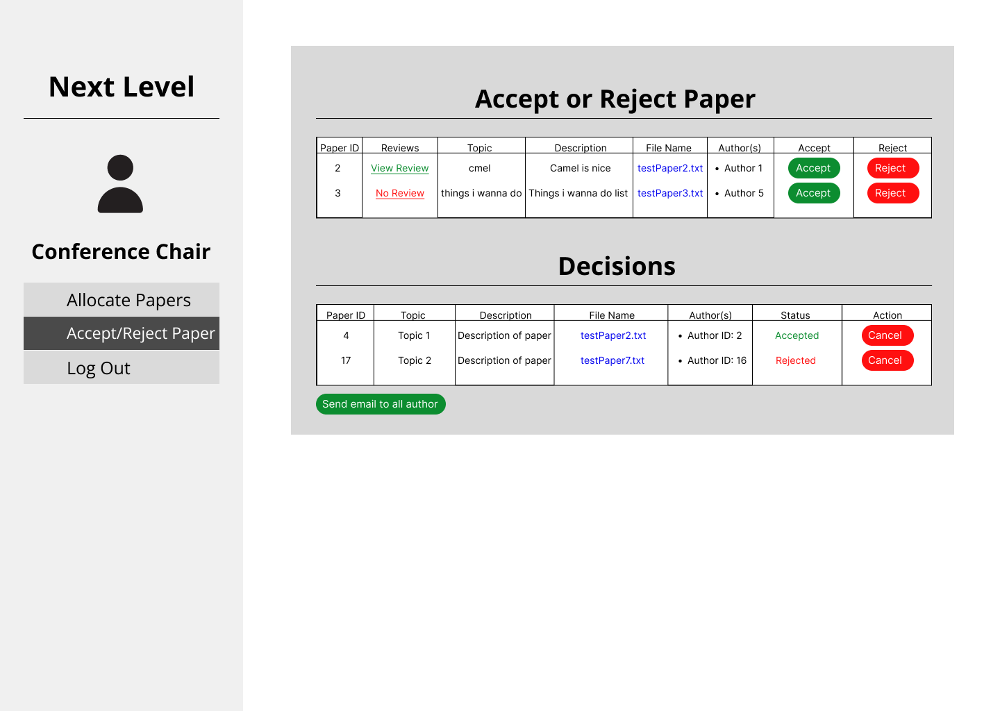 Next Level
Conference Chair
Allocate Papers
Accept/Reject Paper
Log Out
Accept or Reject Paper
Paper ID Reviews Topic Description File Name Author(s) Accept Reject
2 View Review cmel Camel is nice testPaper2.txt • Author 1 Accept Reject
3 No Review things i wanna do Things i wanna do list testPaper3.txt • Author 5 Accept Reject
Decisions
Paper ID Topic Description File Name Author(s) Status Action
4 Topic 1 Description of paper testPaper2.txt • Author ID: 2 Accepted Cancel
17 Topic 2 Description of paper testPaper7.txt • Author ID: 16 Rejected Cancel
Send email to all author